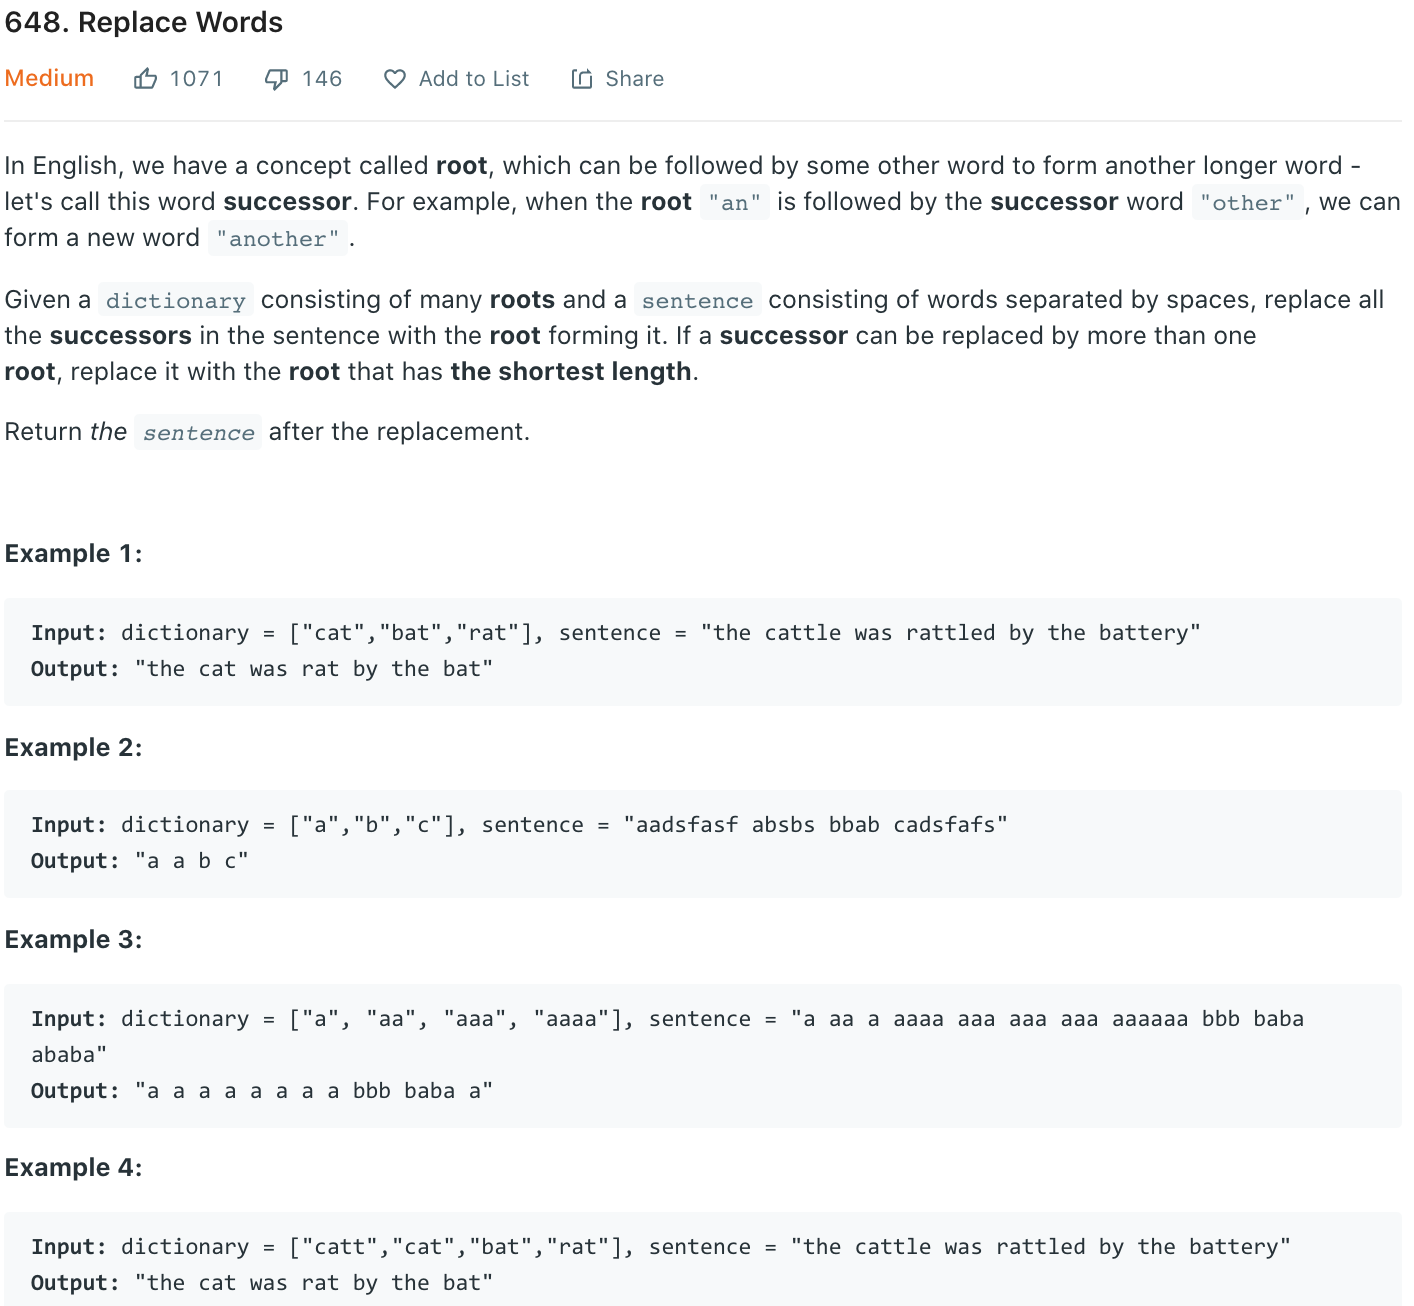 648. Replace Words
Medium 1071 146 Add to List Share
In English, we have a concept called root, which can be followed by some other word to form another longer word -
let's call this word successor. For example, when the root "an" is followed by the successor word "other", we can
form a new word "another".
Given a dictionary consisting of many roots and a sentence consisting of words separated by spaces, replace all
the successors in the sentence with the root forming it. If a successor can be replaced by more than one
root, replace it with the root that has the shortest length.
Return the sentence after the replacement.
Example 1:
Input: dictionary = ["cat","bat","rat"], sentence = "the cattle was rattled by the battery"
Output: "the cat was rat by the bat"
Example 2:
Input: dictionary = ["a","b","c"], sentence = "aadsfasf absbs bbab cadsfafs"
Output: "a a b c"
Example 3:
Input: dictionary = ["a", "aa", "aaa", "aaaa"], sentence = "a aa a aaaa aaa aaa aaa aaaaaa bbb baba
ababa"
Output: "a a a a a a a a bbb baba a"
Example 4:
Input: dictionary = ["catt","cat","bat","rat"], sentence = "the cattle was rattled by the battery"
Output: "the cat was rat by the bat"